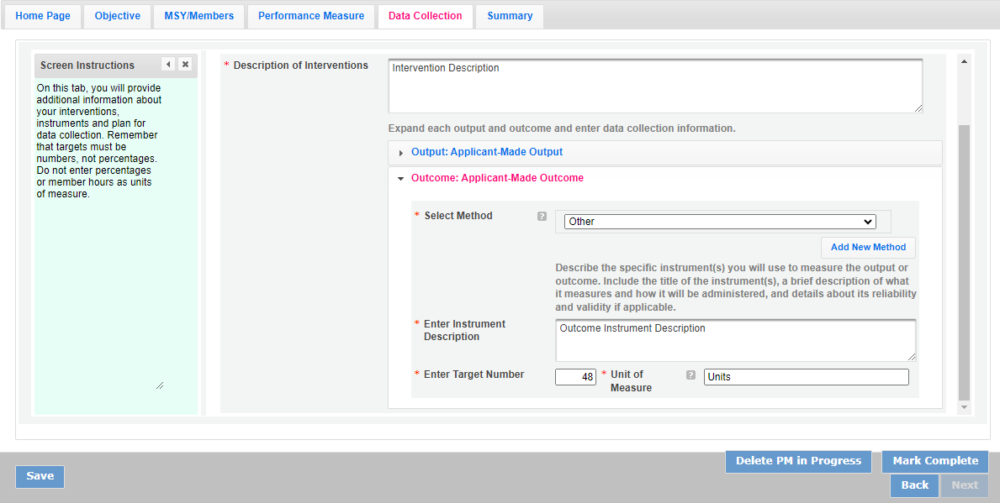 Home Page
Objective
MSY/Members
Performance Measure
Data Collection
Summary
Screen Instructions
On this tab, you will provide
additional information about
your interventions,
instruments and plan for
data collection. Remember
that targets must be
numbers, not percentages.
Do not enter percentages
or member hours as units
of measure.
* Description of Interventions
Intervention Description
Expand each output and outcome and enter data collection information.
Output: Applicant-Made Output
Outcome: Applicant-Made Outcome
* Select Method
?
Other
Add New Method
Describe the specific instrument(s) you will use to measure the output or
outcome. Include the title of the instrument(s), a brief description of what
it measures and how it will be administered, and details about its reliability
and validity if applicable.
* Enter Instrument
Description
Outcome Instrument Description
* Enter Target Number
48
* Unit of
Measure
?
Units
Save
Delete PM in Progress
Mark Complete
Back
Next